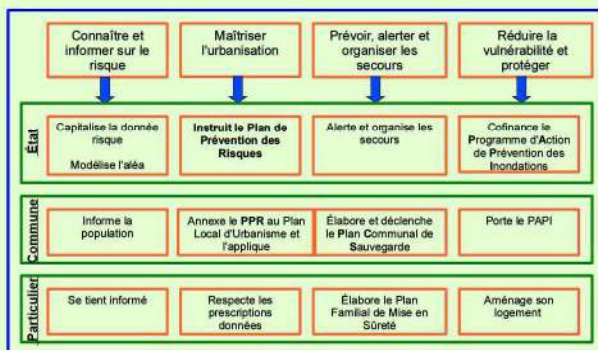 Connaître et
informer sur le
risque
Maîtriser
l'urbanisation
Prévoir, alerter et
organiser les
secours
Réduire la
vulnérabilité et
protéger
État
Capitalise la donnée
risque
Modélise l'aléa
Instruit le Plan de
Prévention des
Risques
Alerte et organise les
secours
Cofinance le
Programme d'Action
de Prévention des
Inondations
Commune
Informe la
population
Annexe le PPR au Plan
Local d'Urbanisme et
l'applique
Élabore et déclenche
le Plan Communal de
Sauvegarde
Porte le PAPI
Particulier
Se tient informé
Respecte les
prescriptions
données
Élabore le Plan
Familial de Mise en
Sûreté
Aménage son
logement